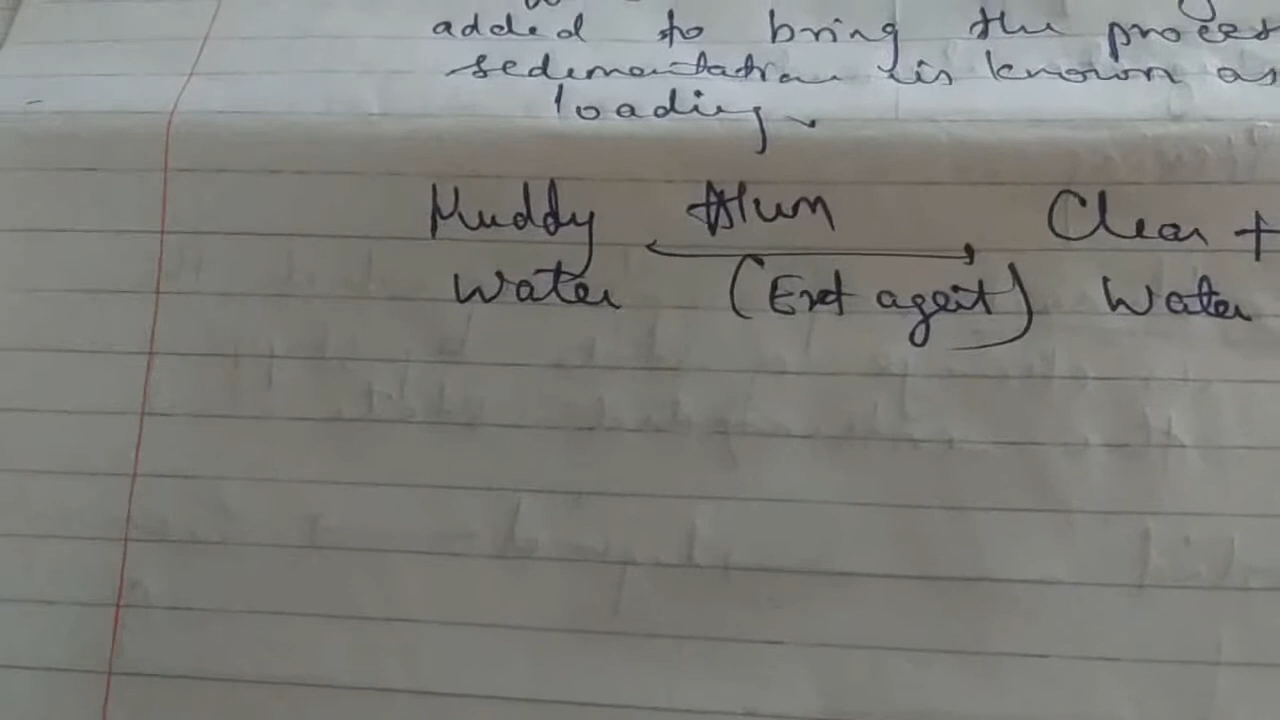 added to bring the process
sedimentation is known as
loading.
Muddy Alum Clear +
Water (Ext agent) Water